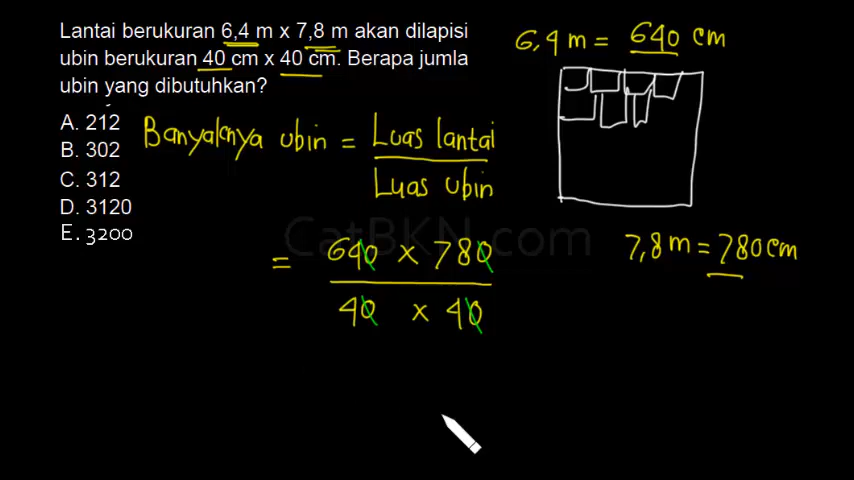 Lantai berukuran 6,4 m x 7,8 m akan dilapisi
ubin berukuran 40 cm x 40 cm. Berapa jumla
ubin yang dibutuhkan?
A. 212
B. 302
C. 312
D. 3120
E. 3200
Banyaknya ubin = Luas lantai
Luas ubin
= 640 x 780
40 x 40
6,4 m = 640 cm
7,8 m = 780 cm
CatBKN.com